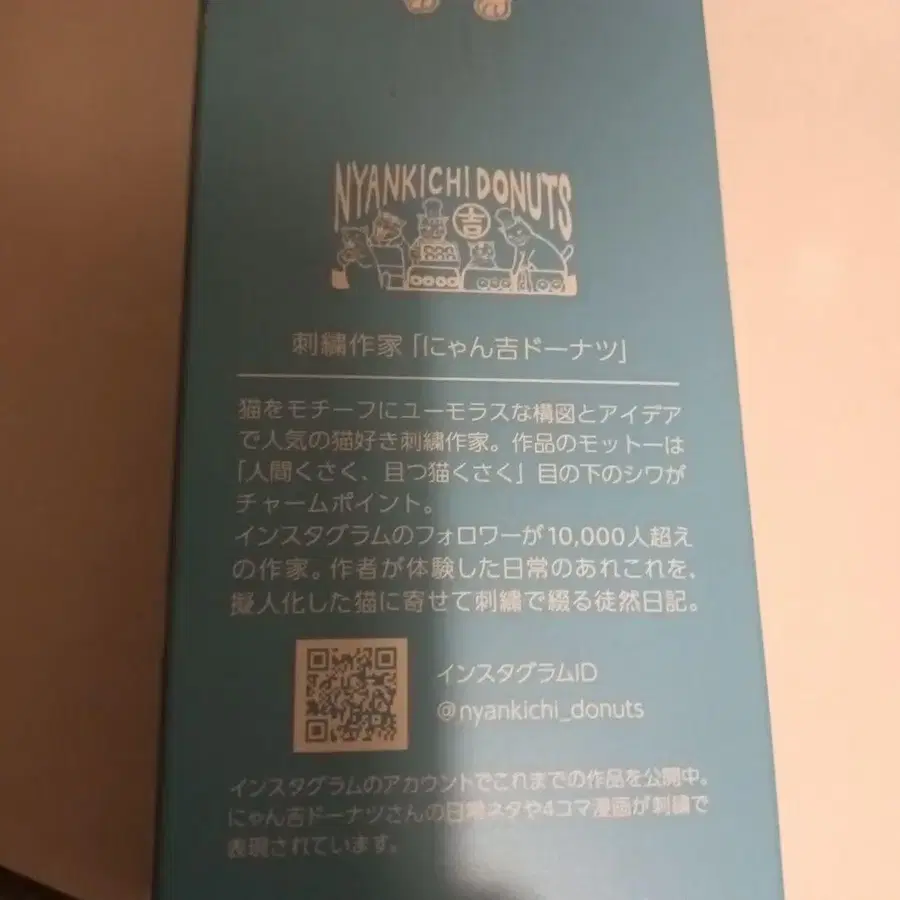 NYANKICHI DONUTS
吉
刺繍作家「にゃん吉ドーナツ」
猫をモチーフにユーモラスな構図とアイデア
で人気の猫好き刺繍作家。作品のモットーは
「人間くさく、且つ猫くさく」目の下のシワが
チャームポイント。
インスタグラムのフォロワーが10,000人超え
の作家。作者が体験した日常のあれこれを、
擬人化した猫に寄せて刺繍で綴る徒然日記。
インスタグラムID
@nyankichi_donuts
インスタグラムのアカウントでこれまでの作品を公開中。
にゃん吉ドーナツさんの日常ネタや4コマ漫画が刺繍で
表現されています。